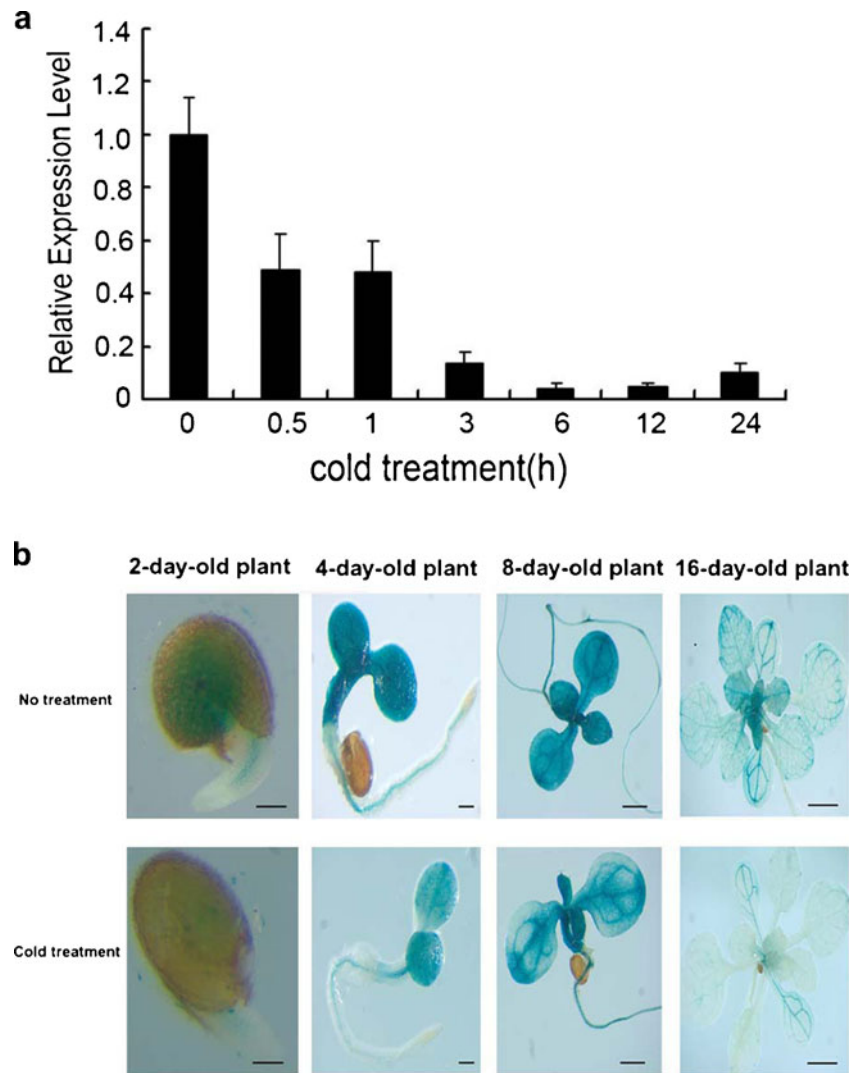 a
Relative Expression Level
1.4
1.2
1.0
0.8
0.6
0.4
0.2
0
0 0.5 1 3 6 12 24
cold treatment(h)
b
2-day-old plant 4-day-old plant 8-day-old plant 16-day-old plant
No treatment
Cold treatment